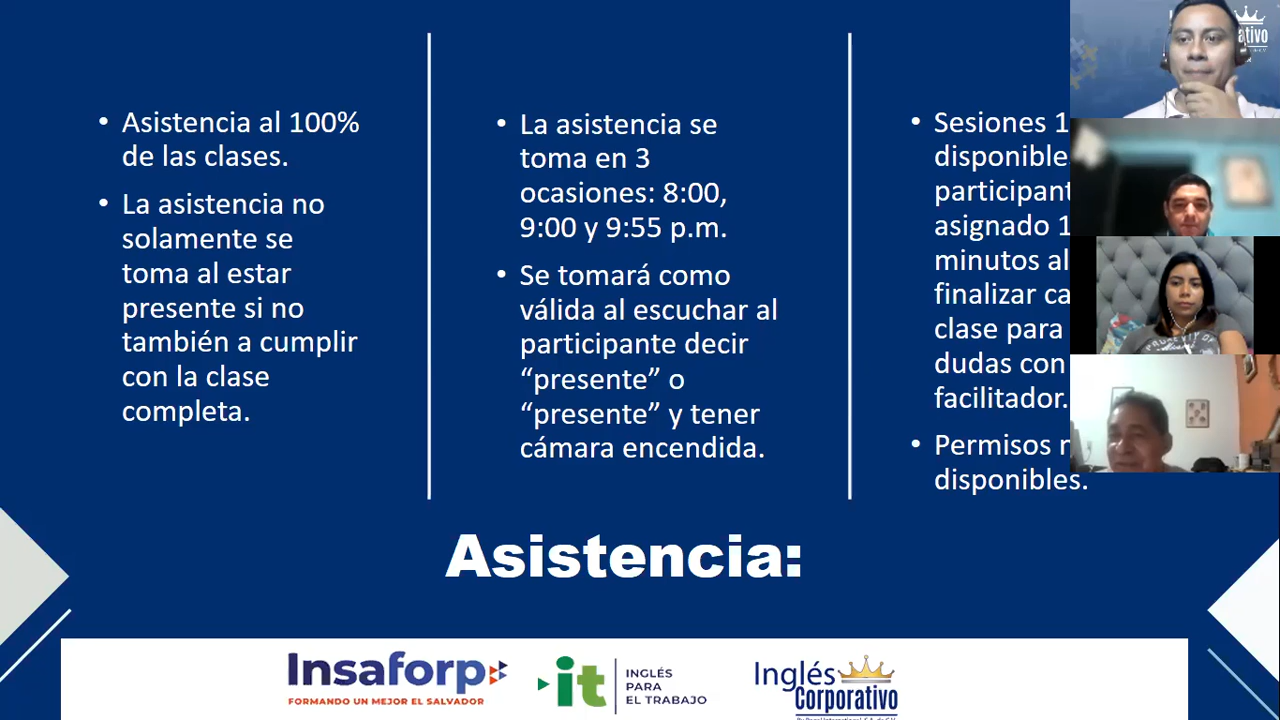 • Asistencia al 100%
de las clases.
• La asistencia no
solamente se
toma al estar
presente si no
también a cumplir
con la clase
completa.
• La asistencia se
toma en 3
ocasiones: 8:00,
9:00 y 9:55 p.m.
• Se tomará como
válida al escuchar al
participante decir
“presente” o
“presente” y tener
cámara encendida.
• Sesiones 1
disponible
participant
asignado 1
minutos al
finalizar ca
clase para
dudas con
facilitador.
• Permisos n
disponibles.
Asistencia:
Insaforp
FORMANDO UN MEJOR EL SALVADOR
it
INGLÉS
PARA
EL TRABAJO
Inglés
Corporativo